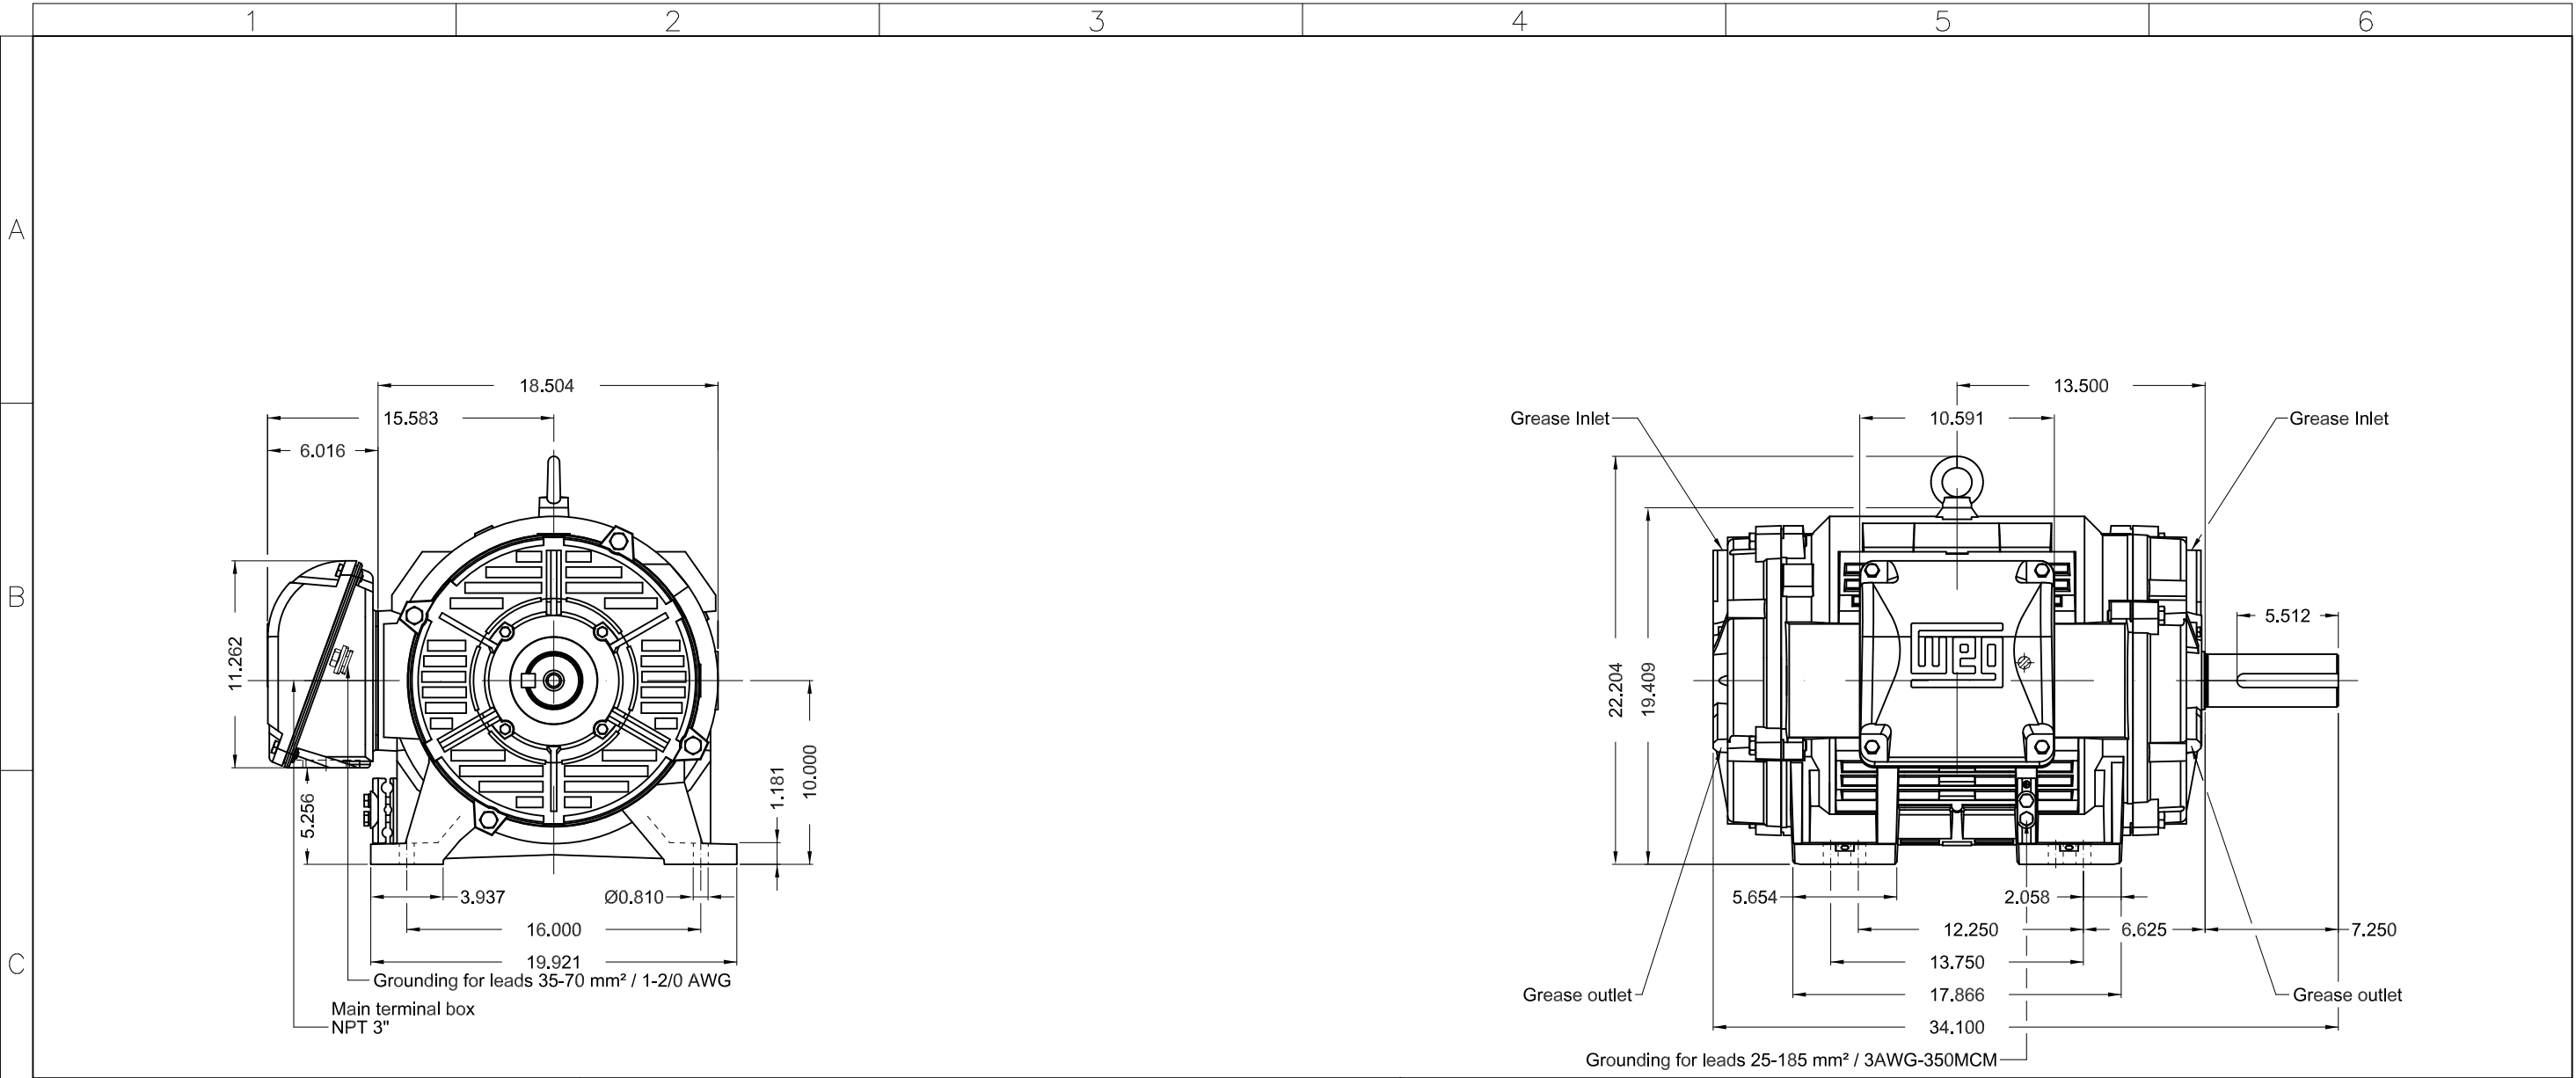 1 2 3 4 5 6
A
B
C
18.504
15.583
6.016
11.262
5.256
1.181
10.000
3.937
Ø0.810
16.000
19.921
Grounding for leads 35-70 mm² / 1-2/0 AWG
Main terminal box
NPT 3"
13.500
10.591
Grease Inlet
Grease Inlet
22.204
19.409
5.512
weg
5.654
2.058
12.250
6.625
7.250
13.750
17.866
34.100
Grease outlet
Grease outlet
Grounding for leads 25-185 mm² / 3AWG-350MCM